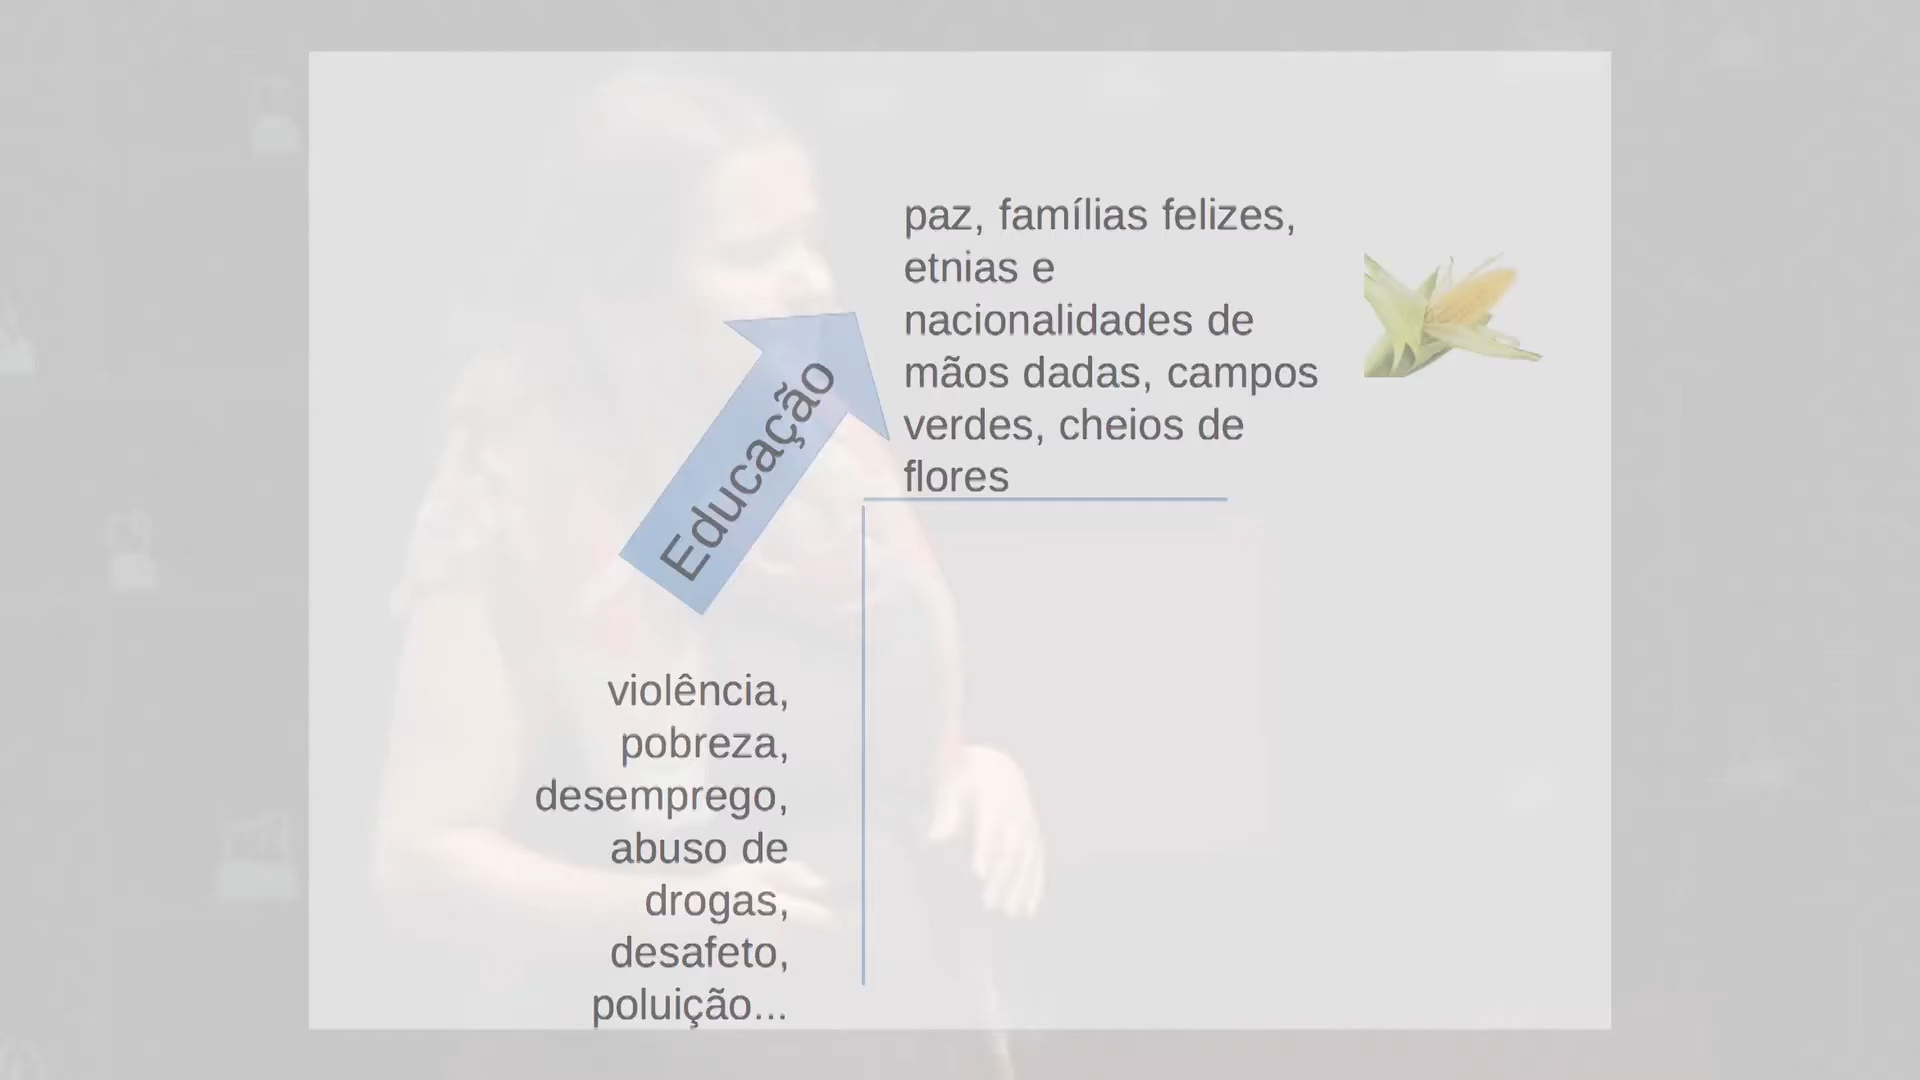 paz, famílias felizes,
etnias e
nacionalidades de
mãos dadas, campos
verdes, cheios de
flores
Educação
violência,
pobreza,
desemprego,
abuso de
drogas,
desafeto,
poluição...